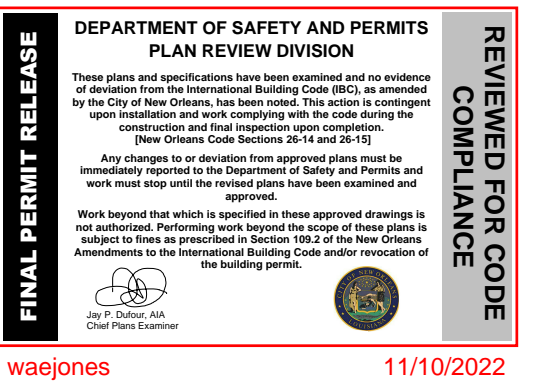 FINAL PERMIT RELEASE
DEPARTMENT OF SAFETY AND PERMITS
PLAN REVIEW DIVISION
These plans and specifications have been examined and no evidence
of deviation from the International Building Code (IBC), as amended
by the City of New Orleans, has been noted. This action is contingent
upon installation and work complying with the code during the
construction and final inspection upon completion.
[New Orleans Code Sections 26-14 and 26-15]
Any changes to or deviation from approved plans must be
immediately reported to the Department of Safety and Permits and
work must stop until the revised plans have been examined and
approved.
Work beyond that which is specified in these approved drawings is
not authorized. Performing work beyond the scope of these plans is
subject to fines as prescribed in Section 109.2 of the New Orleans
Amendments to the International Building Code and/or revocation of
the building permit.
Jay P. Dufour, AIA
Chief Plans Examiner
CITY OF NEW ORLEANS
LOUISIANA
REVIEWED FOR CODE
COMPLIANCE
waejones
11/10/2022